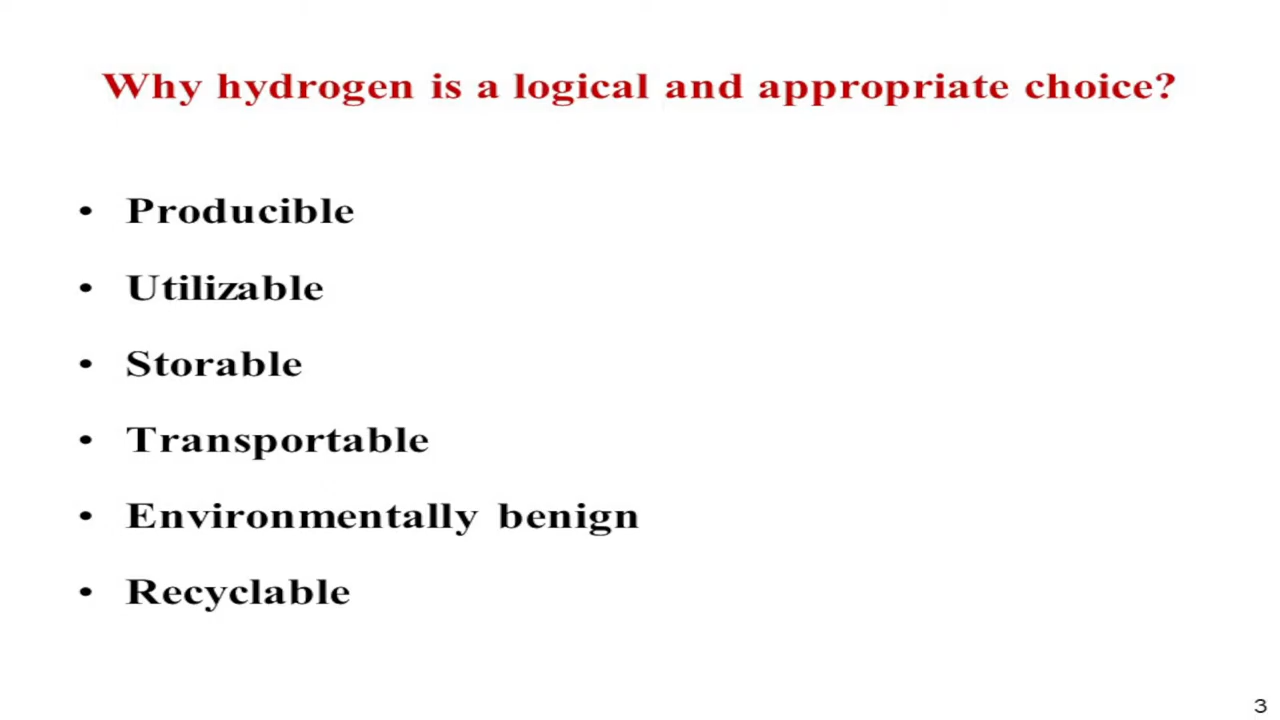 Why hydrogen is a logical and appropriate choice?
• Producible
• Utilizable
• Storable
• Transportable
• Environmentally benign
• Recyclable
3